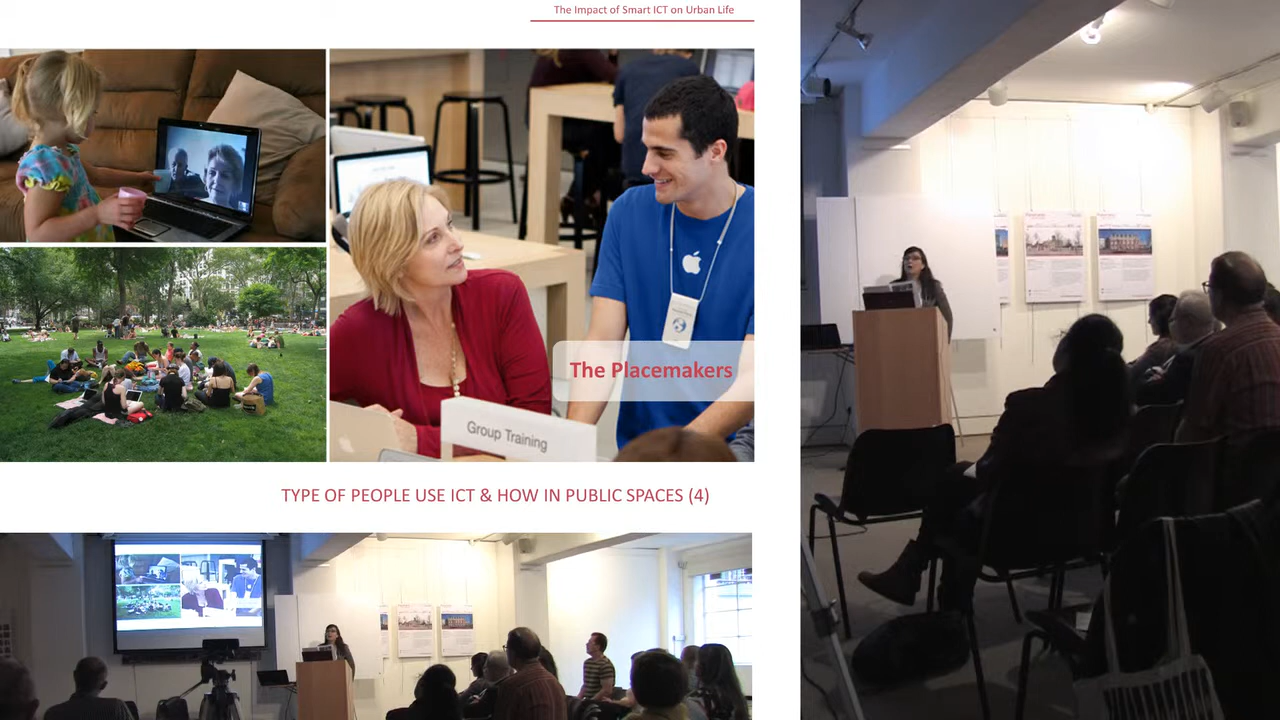 The Impact of Smart ICT on Urban Life
The Placemakers
Group Training
TYPE OF PEOPLE USE ICT & HOW IN PUBLIC SPACES (4)